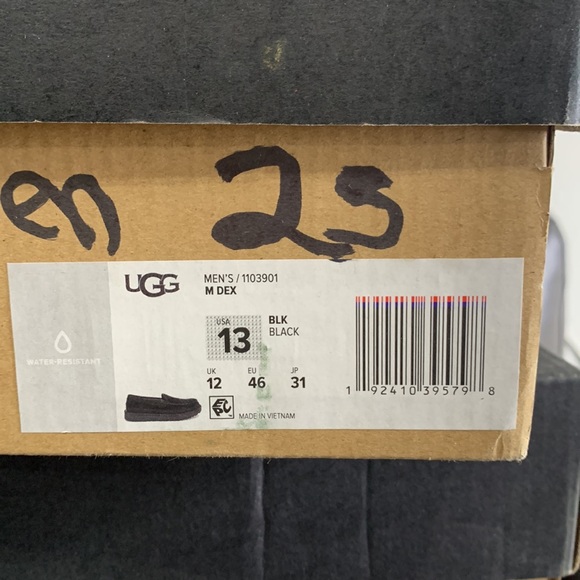 en 25
UGG
MEN'S / 1103901
M DEX
USA
13
BLK
BLACK
UK EU JP
12 46 31
WATER-RESISTANT
MADE IN VIETNAM
1 92410 39579 8